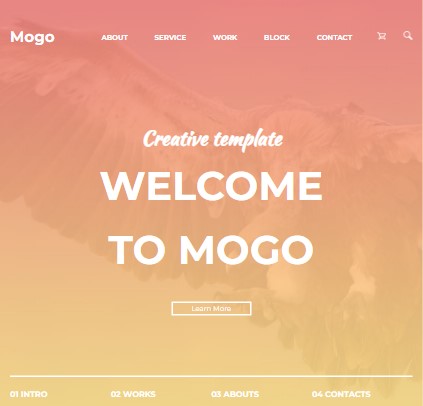 Mogo
ABOUT SERVICE WORK BLOCK CONTACT
Creative template
WELCOME
TO MOGO
Learn More
01 INTRO 02 WORKS 03 ABOUTS 04 CONTACTS